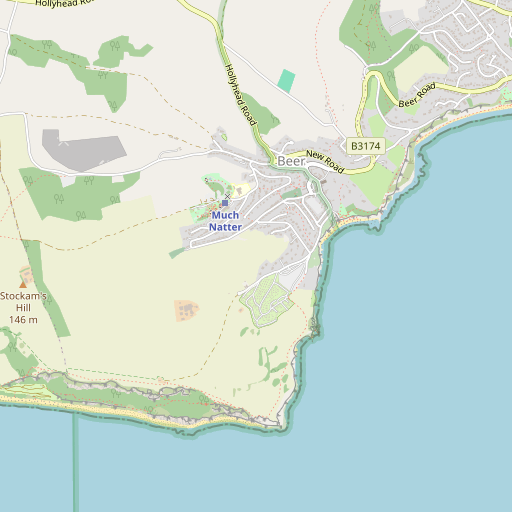 Hollyhead Road
Hollyhead Road
Beer Road
B3174
New Road
Beer
Much
Natter
Stockam's
Hill
146 m